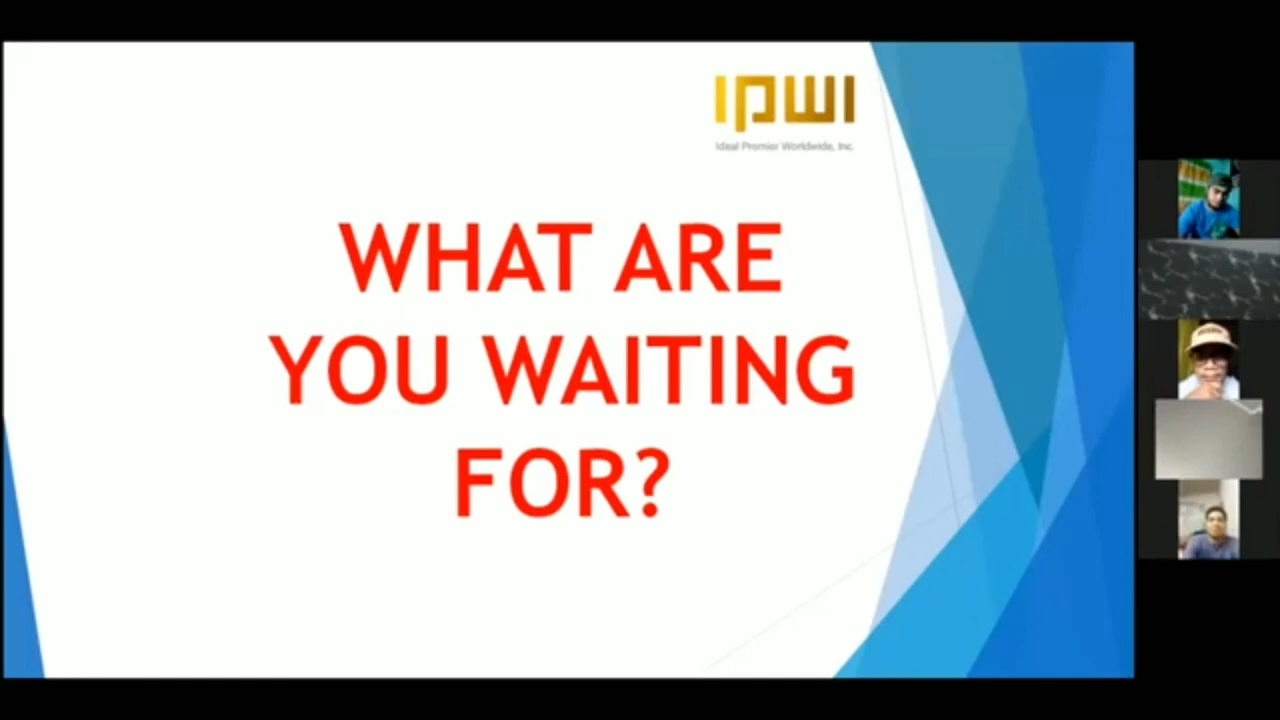 IPWI
Ideal Premier Worldwide, Inc.
WHAT ARE
YOU WAITING
FOR?